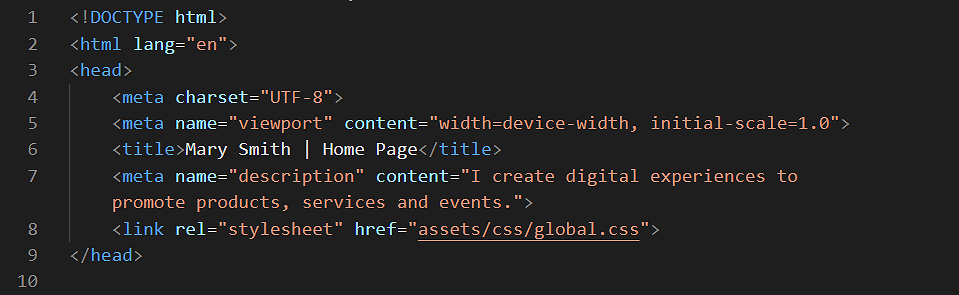 1 <!DOCTYPE html>
2 <html lang="en">
3 <head>
4 <meta charset="UTF-8">
5 <meta name="viewport" content="width=device-width, initial-scale=1.0">
6 <title>Mary Smith | Home Page</title>
7 <meta name="description" content="I create digital experiences to
promote products, services and events.">
8 <link rel="stylesheet" href="assets/css/global.css">
9 </head>
10